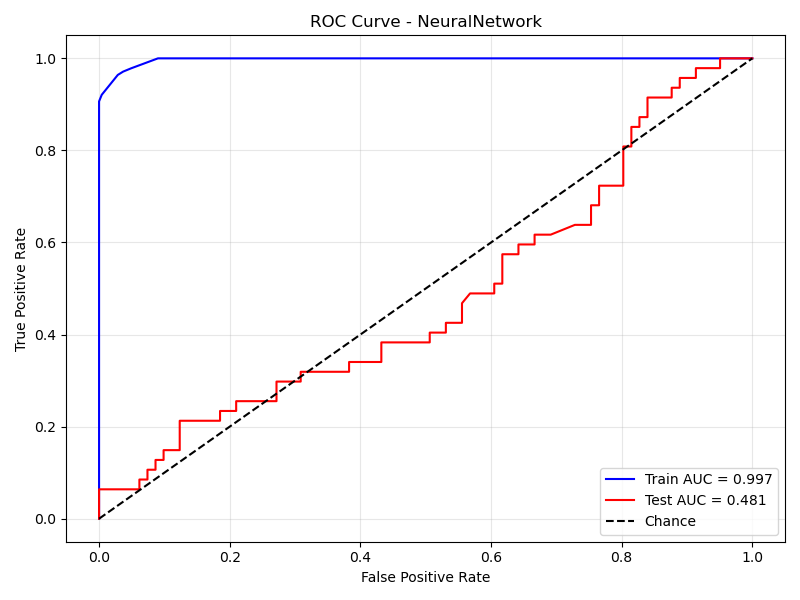 ROC Curve - NeuralNetwork
True Positive Rate
1.0
0.8
0.6
0.4
0.2
0.0
Train AUC = 0.997
Test AUC = 0.481
Chance
0.0 0.2 0.4 0.6 0.8 1.0
False Positive Rate